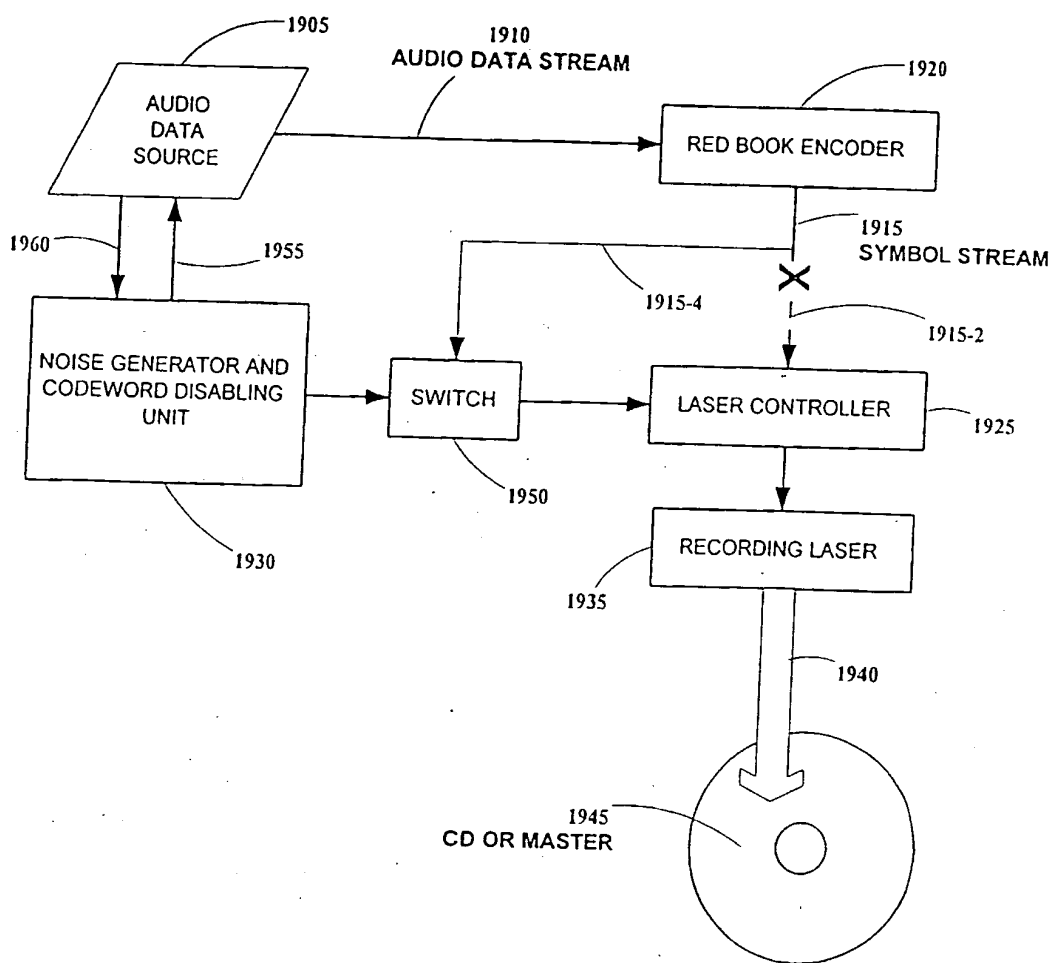 1905
1910
AUDIO DATA STREAM
1920
AUDIO
DATA
SOURCE
RED BOOK ENCODER
1960
1955
1915
SYMBOL STREAM
1915-4
1915-2
NOISE GENERATOR AND
CODEWORD DISABLING
UNIT
SWITCH
LASER CONTROLLER
1925
1950
1930
RECORDING LASER
1935
1940
1945
CD OR MASTER